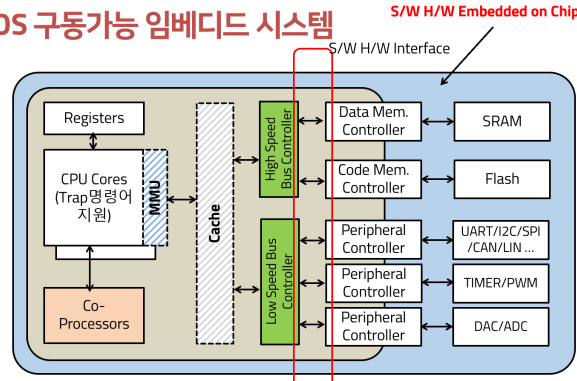 OS 구동가능 임베디드 시스템
S/W H/W Embedded on Chip
S/W H/W Interface
Registers
CPU Cores
(Trap명령어
지원)
MMU
Co-
Processors
Cache
High Speed
Bus Controller
Low Speed Bus
Controller
Data Mem.
Controller
SRAM
Code Mem.
Controller
Flash
Peripheral
Controller
UART/I2C/SPI
/CAN/LIN ...
Peripheral
Controller
TIMER/PWM
Peripheral
Controller
DAC/ADC